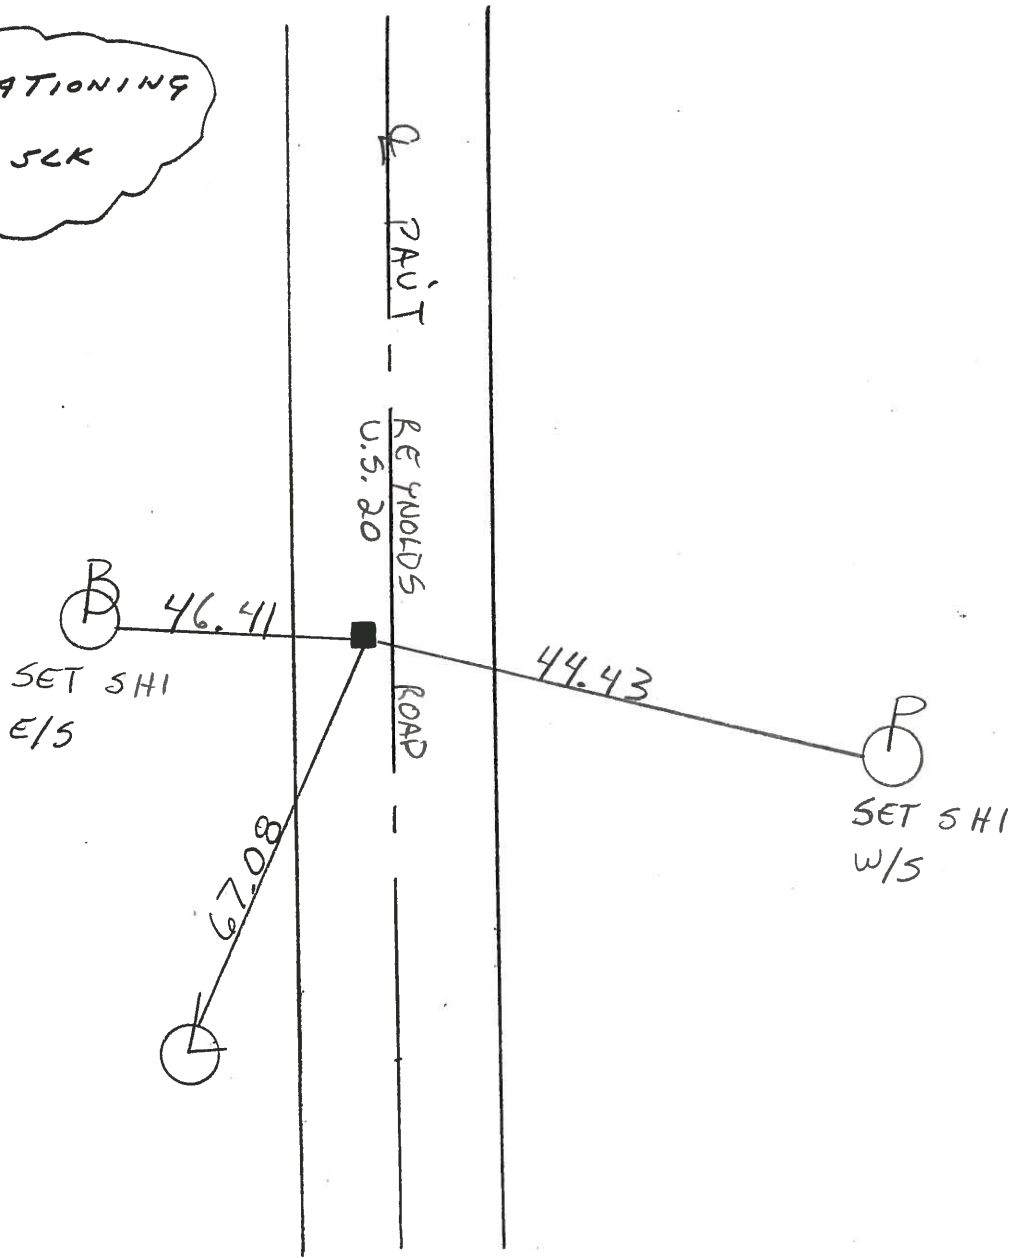 ATIONING
SLK
℄ PAV'T — REYNOLDS ROAD
U.S. 20
B
46.41
SET SHI
E/S
44.43
P
SET SHI
W/S
67.08
L